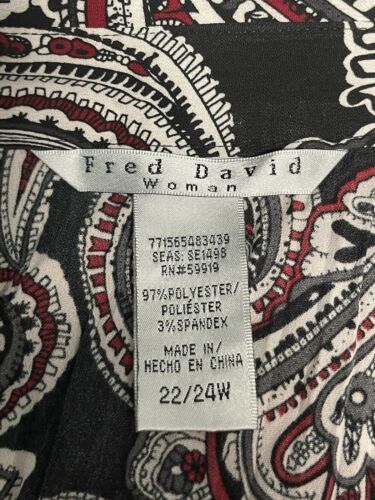 Fred David
Woman
771565483439
SEAS: SE1498
RN#59919
97%POLYESTER/
POLIÉSTER
3%SPANDEX
MADE IN/
HECHO EN CHINA
22/24W